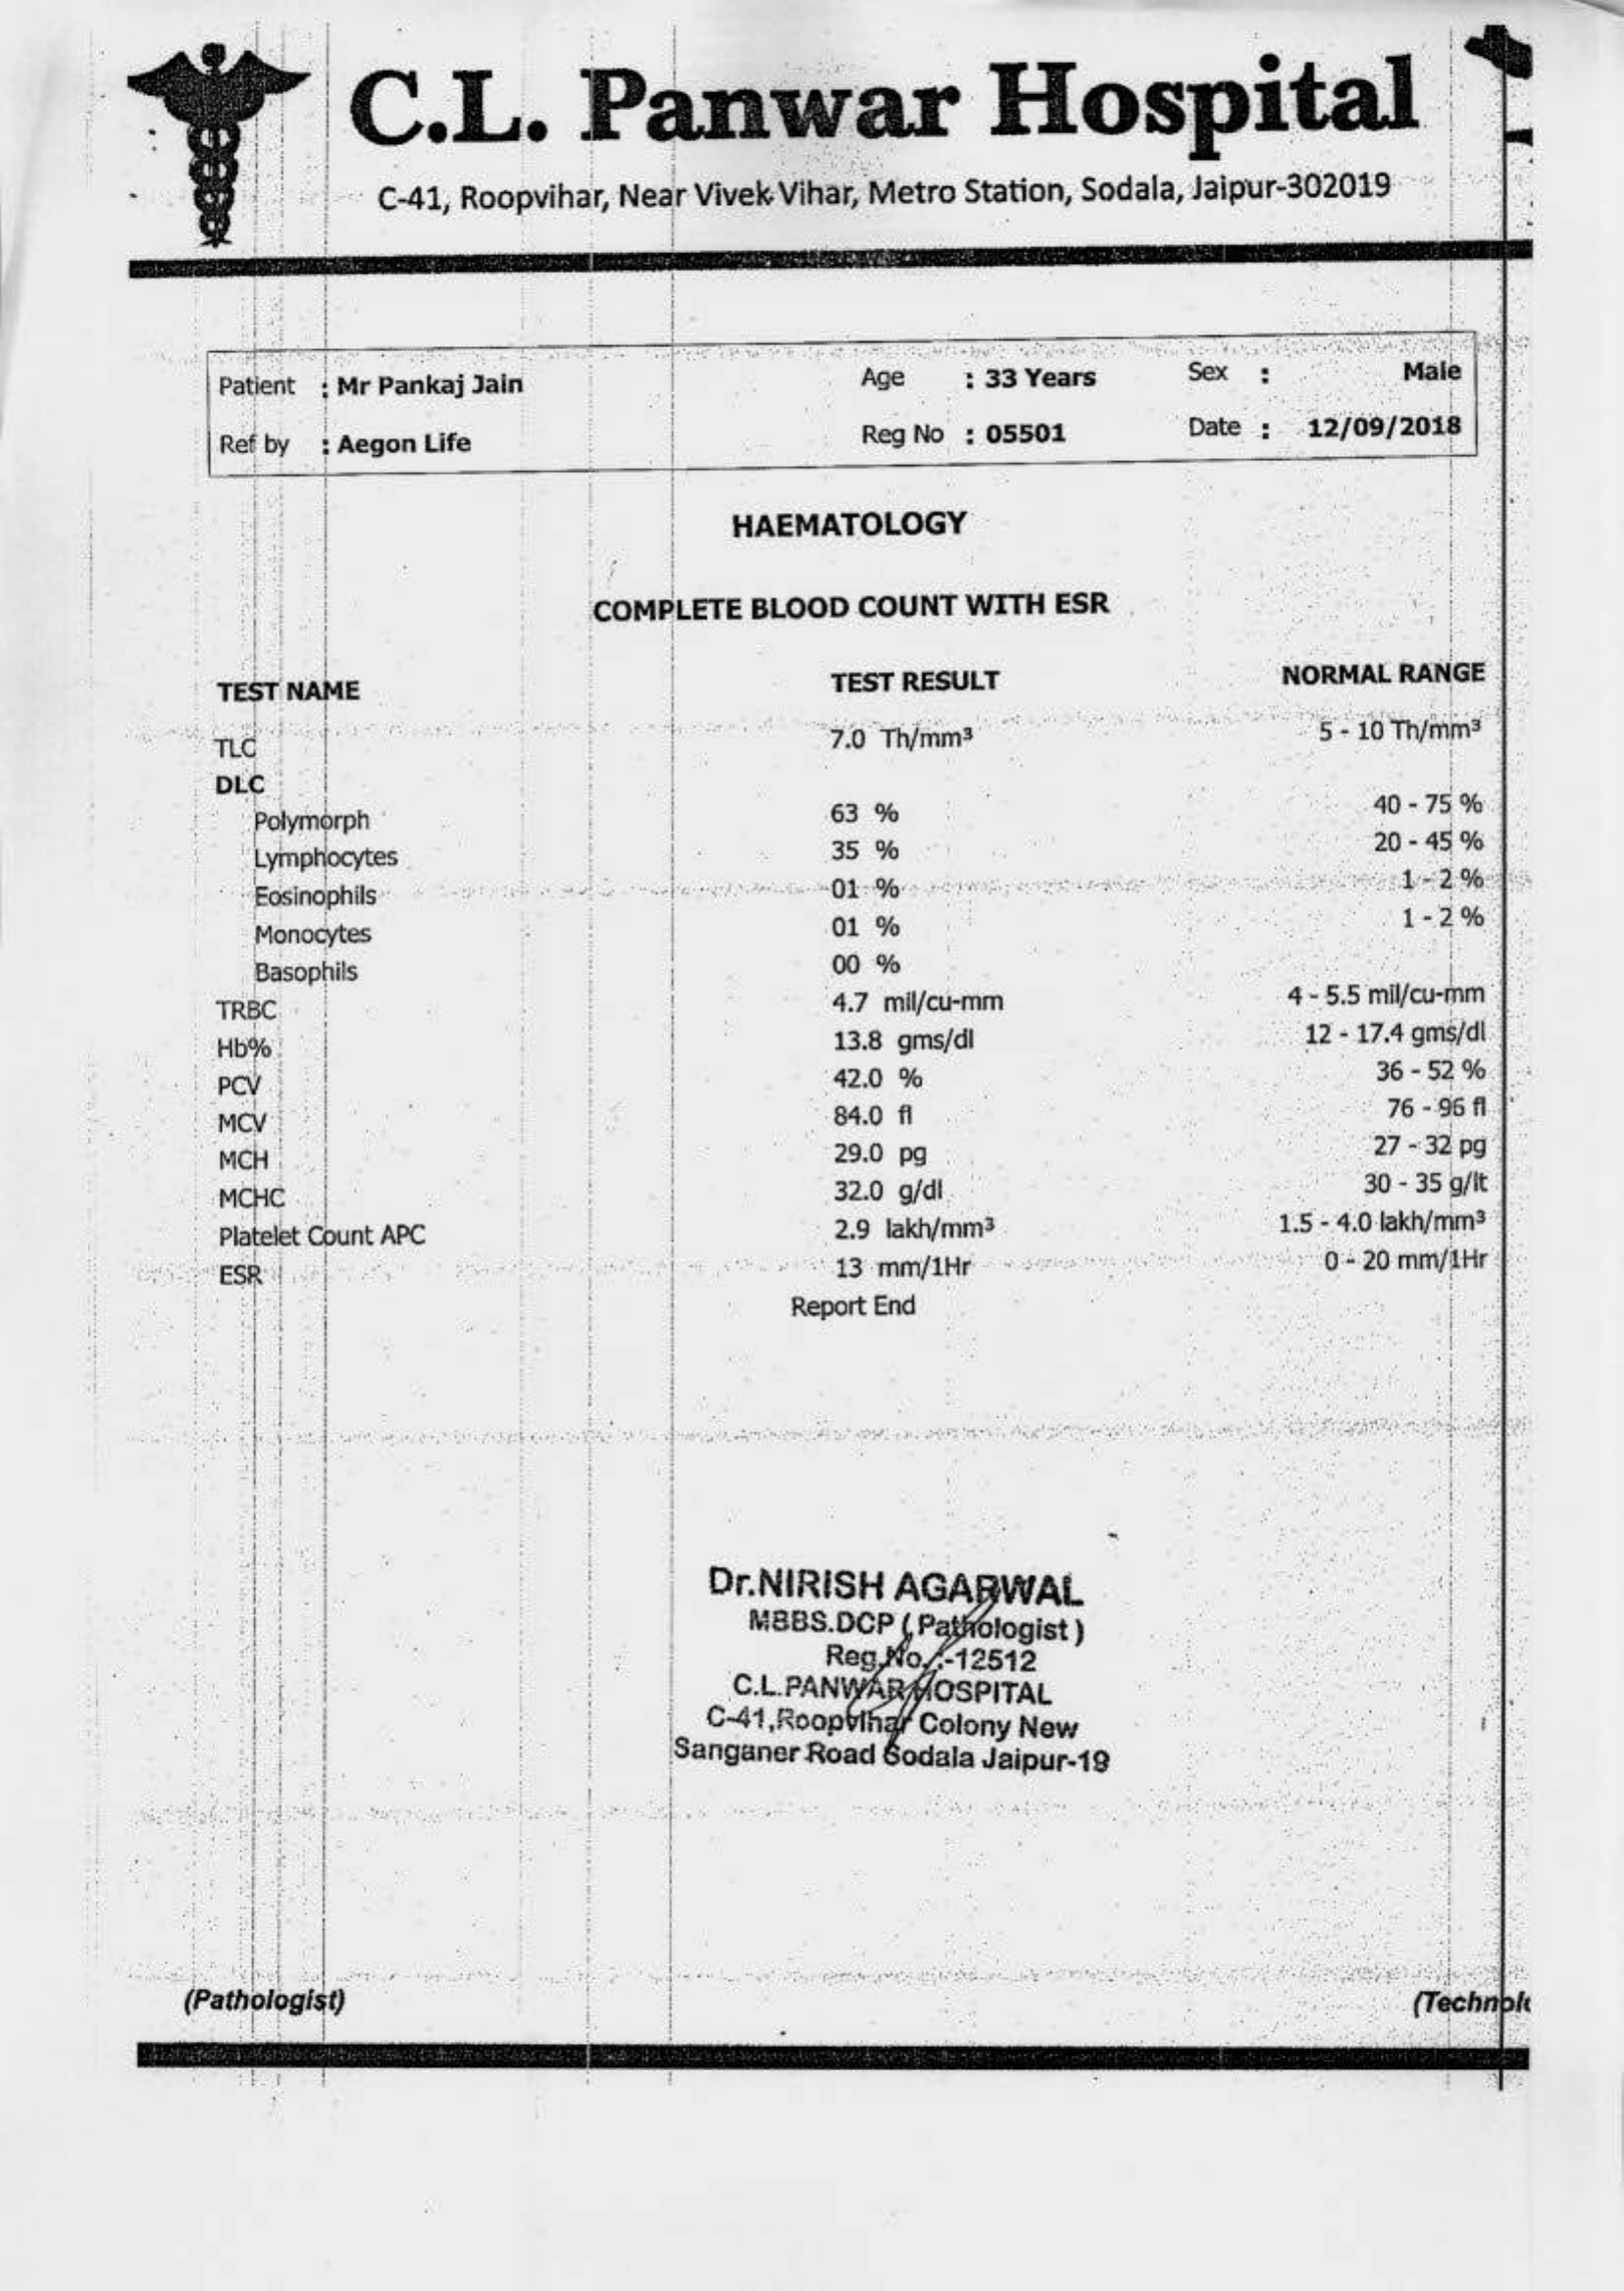 C.L. Panwar Hospital
C-41, Roopvihar, Near Vivek Vihar, Metro Station, Sodala, Jaipur-302019
Patient : Mr Pankaj Jain Age : 33 Years Sex : Male
Ref by : Aegon Life Reg No : 05501 Date : 12/09/2018
HAEMATOLOGY
COMPLETE BLOOD COUNT WITH ESR
TEST NAME TEST RESULT NORMAL RANGE
TLC 7.0 Th/mm³ 5 - 10 Th/mm³
DLC
Polymorph 63 % 40 - 75 %
Lymphocytes 35 % 20 - 45 %
Eosinophils 01 % 1 - 2 %
Monocytes 01 % 1 - 2 %
Basophils 00 %
TRBC 4.7 mil/cu-mm 4 - 5.5 mil/cu-mm
Hb% 13.8 gms/dl 12 - 17.4 gms/dl
PCV 42.0 % 36 - 52 %
MCV 84.0 fl 76 - 96 fl
MCH 29.0 pg 27 - 32 pg
MCHC 32.0 g/dl 30 - 35 g/lt
Platelet Count APC 2.9 lakh/mm³ 1.5 - 4.0 lakh/mm³
ESR 13 mm/1Hr 0 - 20 mm/1Hr
Report End
Dr.NIRISH AGARWAL
MBBS.DCP ( Pathologist )
Reg.No.:-12512
C.L.PANWAR HOSPITAL
C-41,Roopvihar Colony New
Sanganer Road Sodala Jaipur-19
(Pathologist) (Technolo